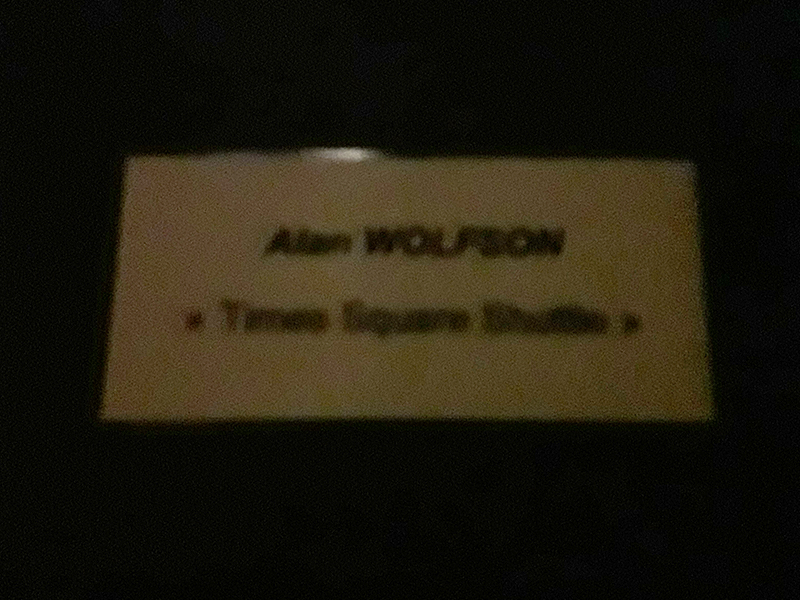 Alan WOLFSON
« Times Square Shuttle »